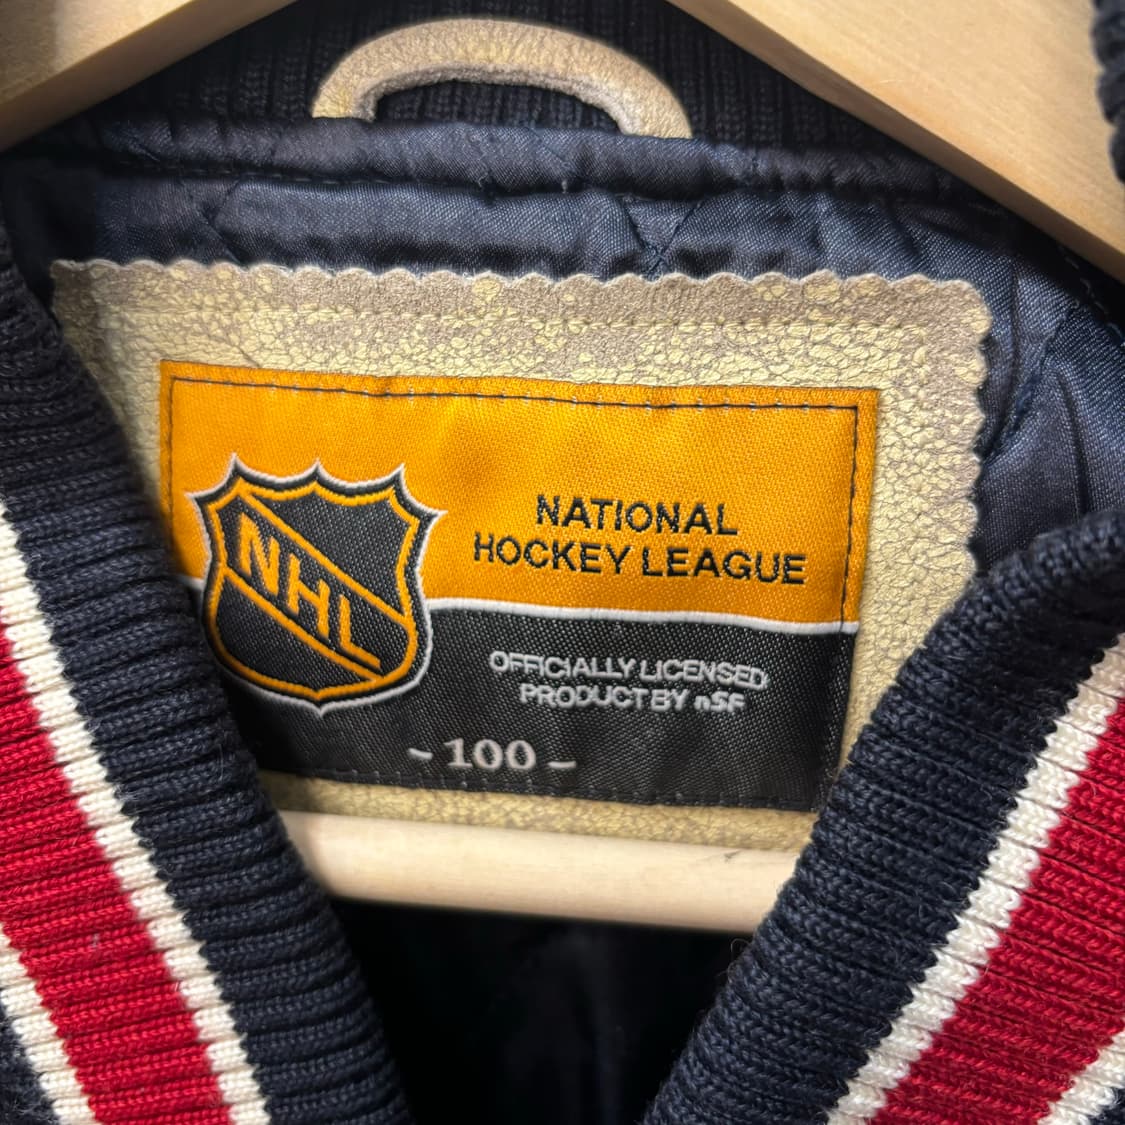 NHL
NATIONAL
HOCKEY LEAGUE
OFFICIALLY LICENSED
PRODUCT BY nSF
- 100 -